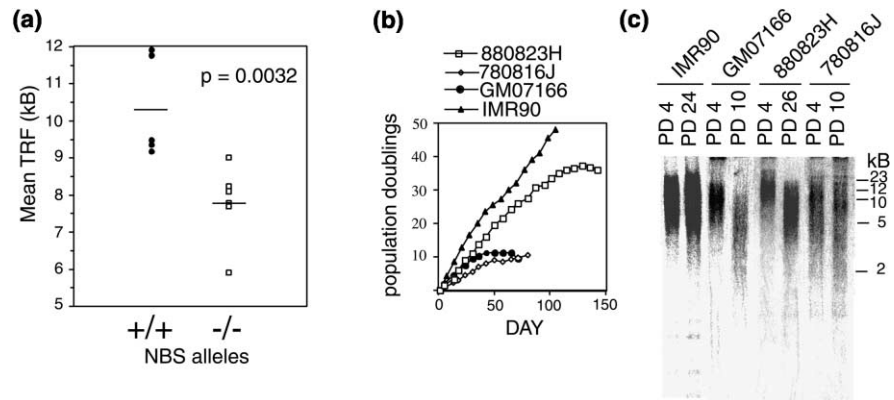 (a)
12
11
10
9
8
7
6
5
Mean TRF (kB)
p = 0.0032
+/+ -/-
NBS alleles
(b)
880823H
780816J
GM07166
IMR90
50
40
30
20
10
population doublings
0 50 100 150
DAY
(c)
IMR90 GM07166 880823H 780816J
PD 4 PD 24 PD 4 PD 10 PD 4 PD 26 PD 4 PD 10
kB
23
12
10
5
2